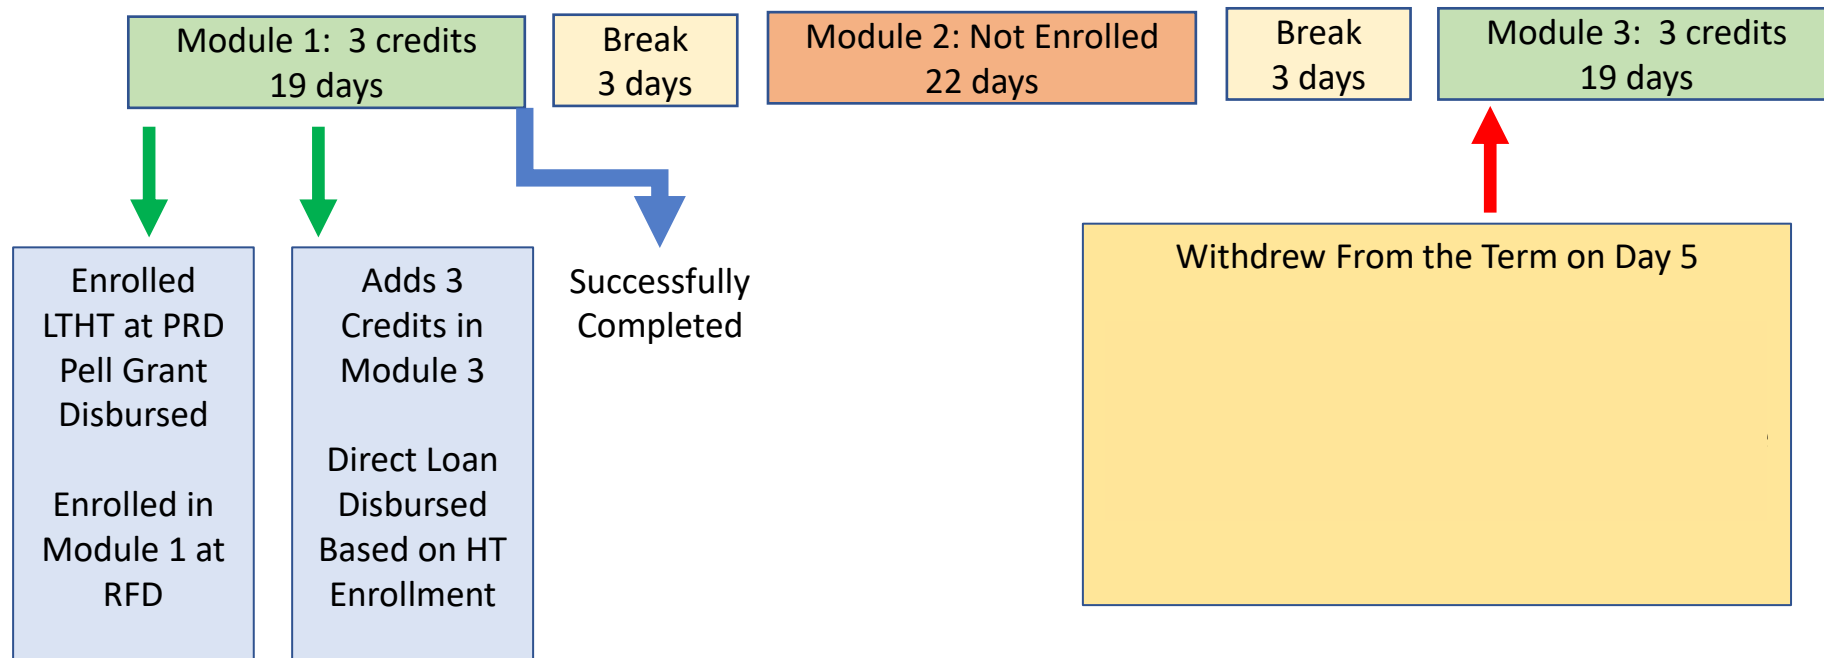 Module 1:  3 credits
19 days
Break
3 days
Module 2: Not Enrolled
22 days
Break
3 days
Module 3:  3 credits
19 days
Enrolled
LTHT at PRD
Pell Grant
Disbursed
Enrolled in
Module 1 at
RFD
Adds 3
Credits in
Module 3
Direct Loan
Disbursed
Based on HT
Enrollment
Successfully
Completed
Withdrew From the Term on Day 5